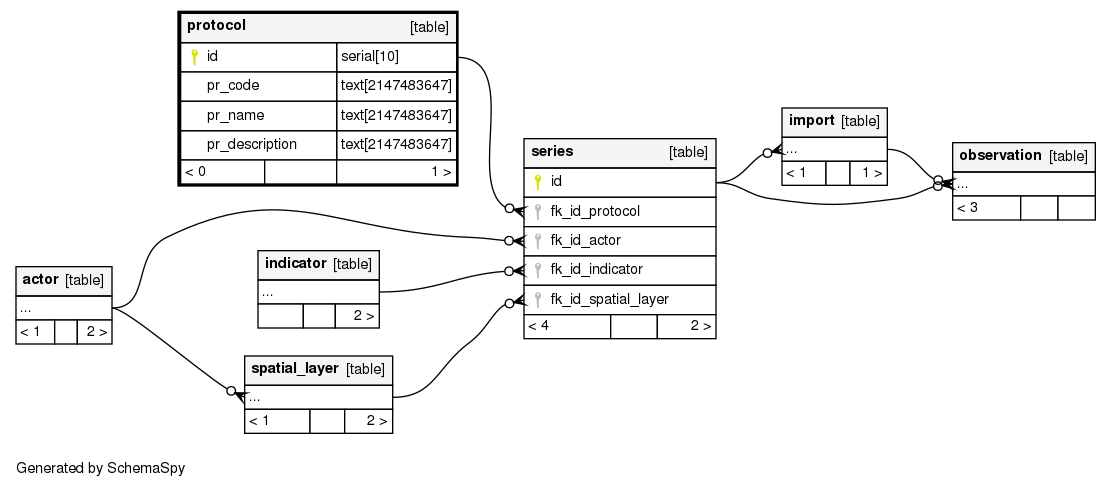 protocol [table]
id serial[10]
pr_code text[2147483647]
pr_name text[2147483647]
pr_description text[2147483647]
< 0 1 >
series [table]
id
fk_id_protocol
fk_id_actor
fk_id_indicator
fk_id_spatial_layer
< 4 2 >
import [table]
...
< 1 1 >
observation [table]
...
< 3
actor [table]
...
< 1 2 >
indicator [table]
...
2 >
spatial_layer [table]
...
< 1 2 >
Generated by SchemaSpy